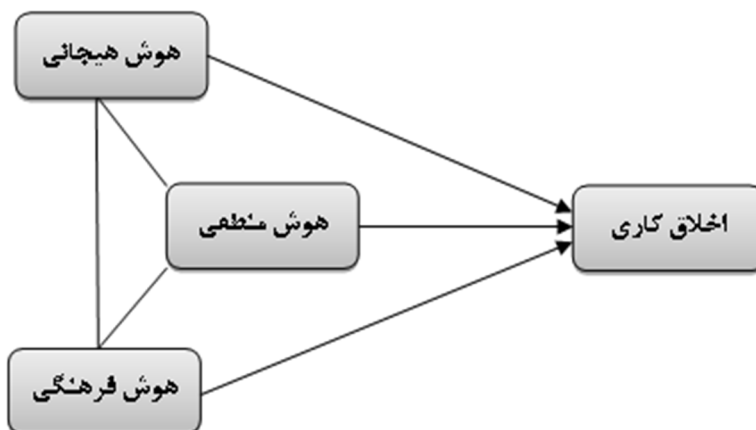 هوش هیجانی
هوش منطقی
اخلاق کاری
هوش فرهنگی